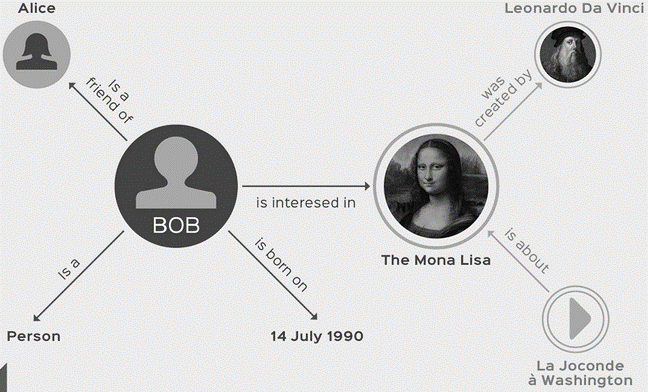 Alice
Leonardo Da Vinci
Is a
friend of
was
created by
BOB
is interesed in
The Mona Lisa
Is a
is born on
is about
Person
14 July 1990
La Joconde
à Washington